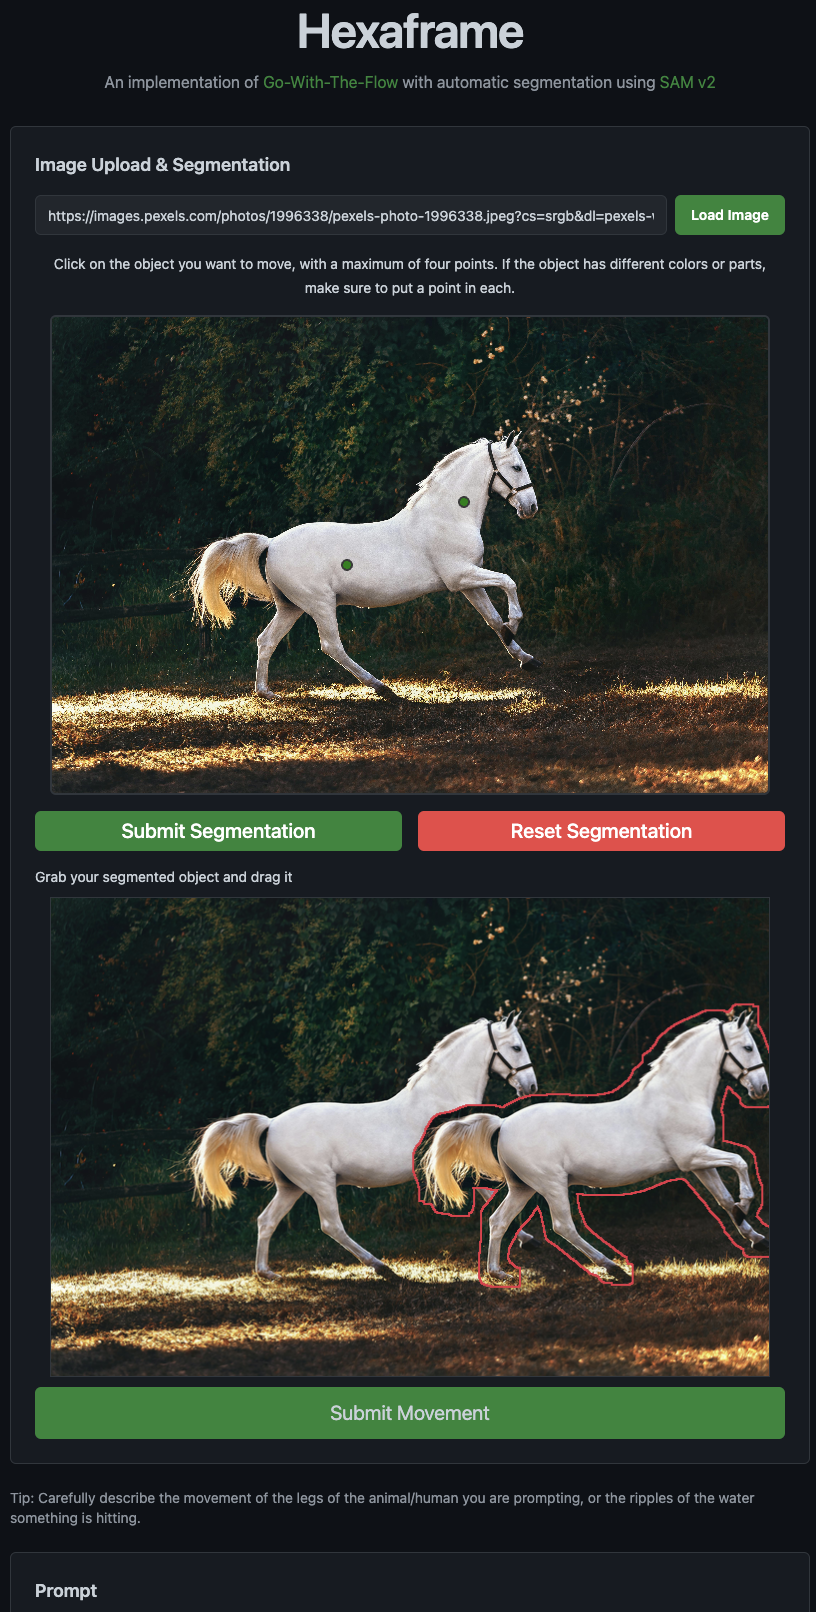 Hexaframe
An implementation of Go-With-The-Flow with automatic segmentation using SAM v2
Image Upload & Segmentation
https://images.pexels.com/photos/1996338/pexels-photo-1996338.jpeg?cs=srgb&dl=pexels-
Load Image
Click on the object you want to move, with a maximum of four points. If the object has different colors or parts,
make sure to put a point in each.
Submit Segmentation
Reset Segmentation
Grab your segmented object and drag it
Submit Movement
Tip: Carefully describe the movement of the legs of the animal/human you are prompting, or the ripples of the water
something is hitting.
Prompt